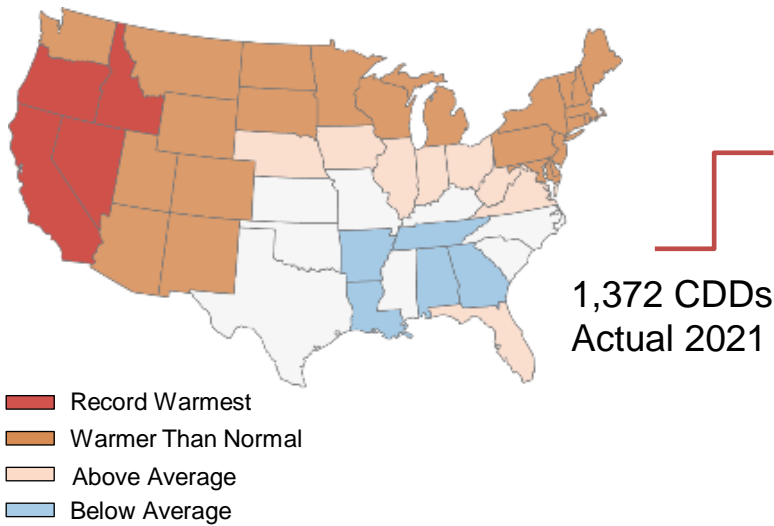 1,372 CDDs
Actual 2021
Record Warmest
Warmer Than Normal
Above Average
Below Average